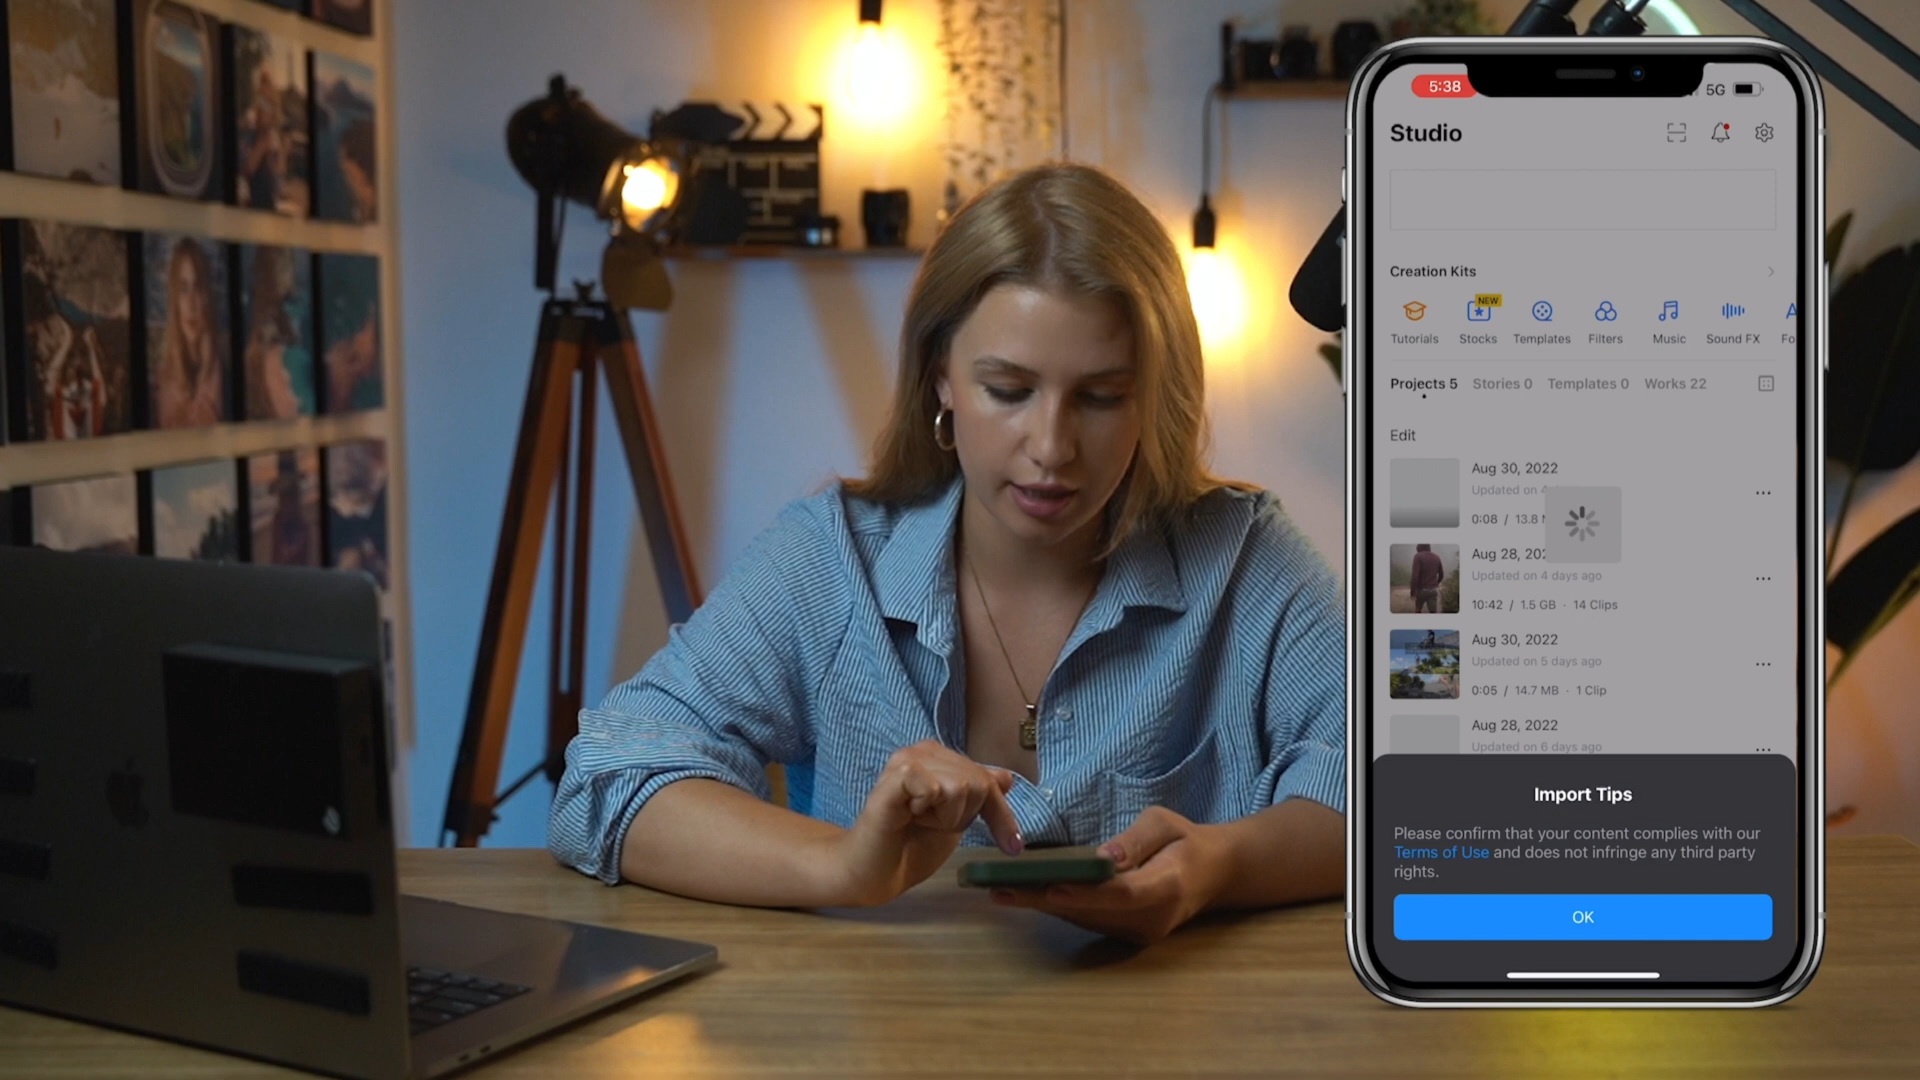 5:38
5G
Studio
Creation Kits
NEW
Tutorials
Stocks
Templates
Filters
Music
Sound FX
Projects 5
Stories 0
Templates 0
Works 22
Edit
Aug 30, 2022
Updated on
0:08 / 13.8
Aug 28,
Updated on 4 days ago
10:42 / 1.5 GB · 14 Clips
Aug 30, 2022
Updated on 5 days ago
0:05 / 14.7 MB · 1 Clip
Aug 28, 2022
Updated on 6 days ago
Import Tips
Please confirm that your content complies with our
Terms of Use and does not infringe any third party
rights.
OK